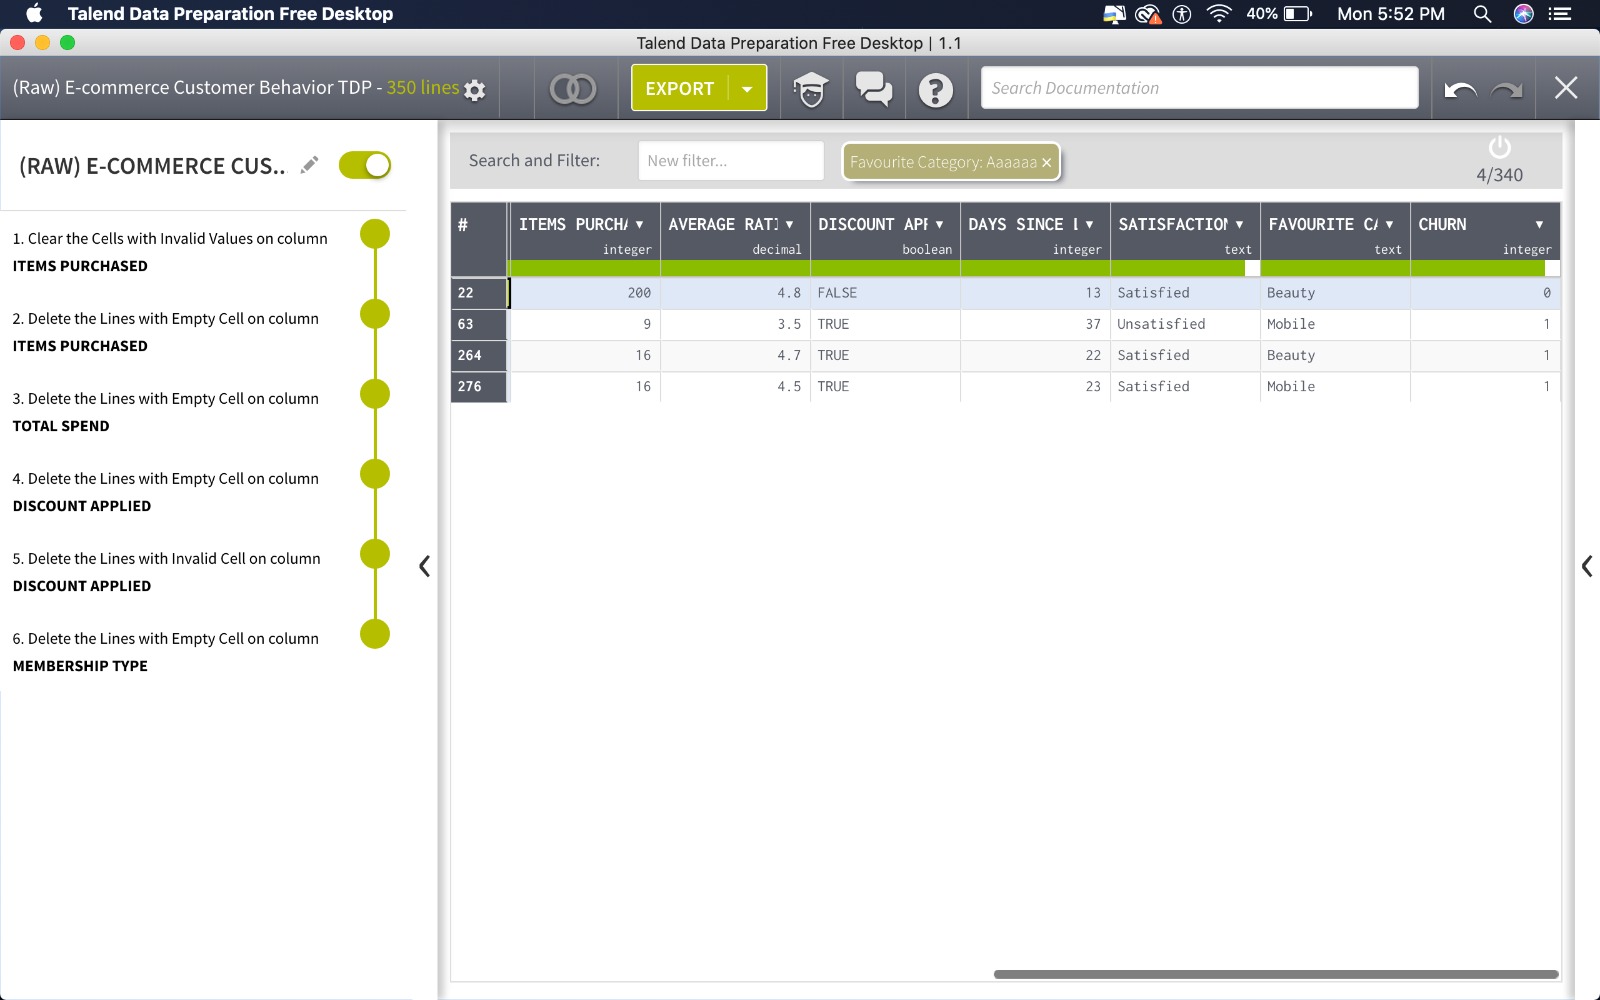 Talend Data Preparation Free Desktop
40%
Mon 5:52 PM
Talend Data Preparation Free Desktop | 1.1
(Raw) E-commerce Customer Behavior TDP - 350 lines
EXPORT
?
Search Documentation
(RAW) E-COMMERCE CUS...
1. Clear the Cells with Invalid Values on column
ITEMS PURCHASED
2. Delete the Lines with Empty Cell on column
ITEMS PURCHASED
3. Delete the Lines with Empty Cell on column
TOTAL SPEND
4. Delete the Lines with Empty Cell on column
DISCOUNT APPLIED
5. Delete the Lines with Invalid Cell on column
DISCOUNT APPLIED
6. Delete the Lines with Empty Cell on column
MEMBERSHIP TYPE
Search and Filter:
New filter...
Favourite Category: Aaaaaa ×
4/340
# ITEMS PURCH AVERAGE RATI DISCOUNT APP DAYS SINCE L SATISFACTION FAVOURITE CA CHURN
integer decimal boolean integer text text integer
22 200 4.8 FALSE 13 Satisfied Beauty 0
63 9 3.5 TRUE 37 Unsatisfied Mobile 1
264 16 4.7 TRUE 22 Satisfied Beauty 1
276 16 4.5 TRUE 23 Satisfied Mobile 1